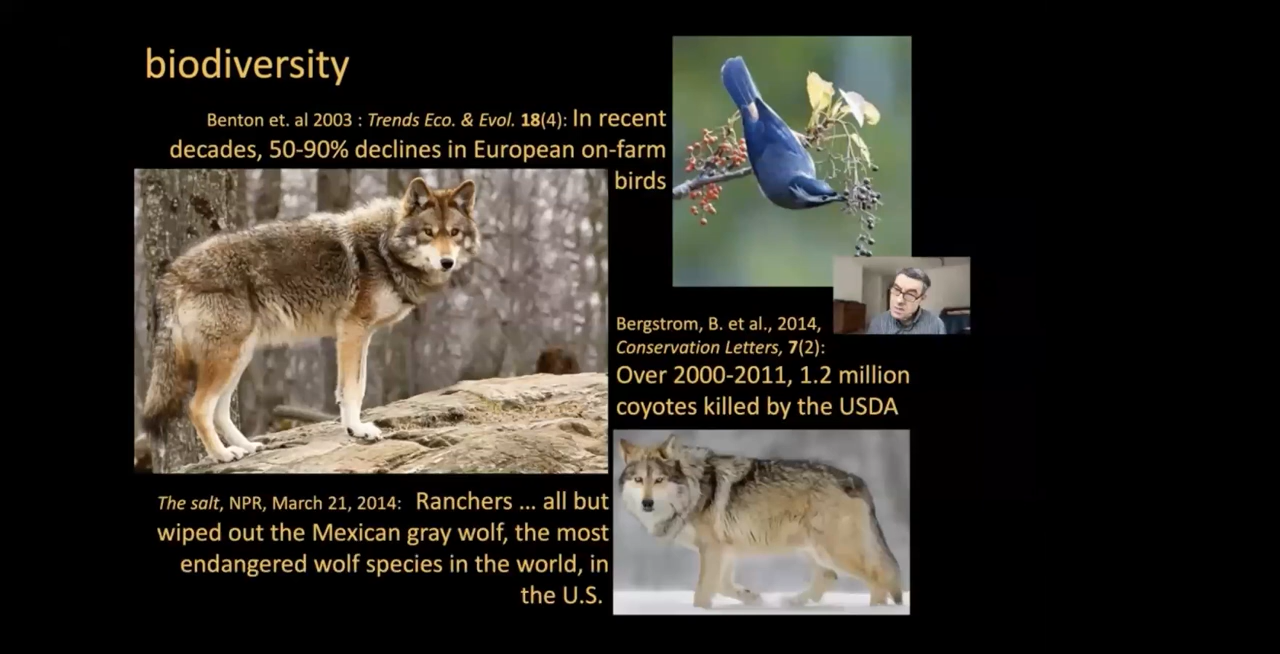 biodiversity
Benton et. al 2003 : Trends Eco. & Evol. 18(4): In recent
decades, 50-90% declines in European on-farm
birds
Bergstrom, B. et al., 2014,
Conservation Letters, 7(2):
Over 2000-2011, 1.2 million
coyotes killed by the USDA
The salt, NPR, March 21, 2014: Ranchers ... all but
wiped out the Mexican gray wolf, the most
endangered wolf species in the world, in
the U.S.